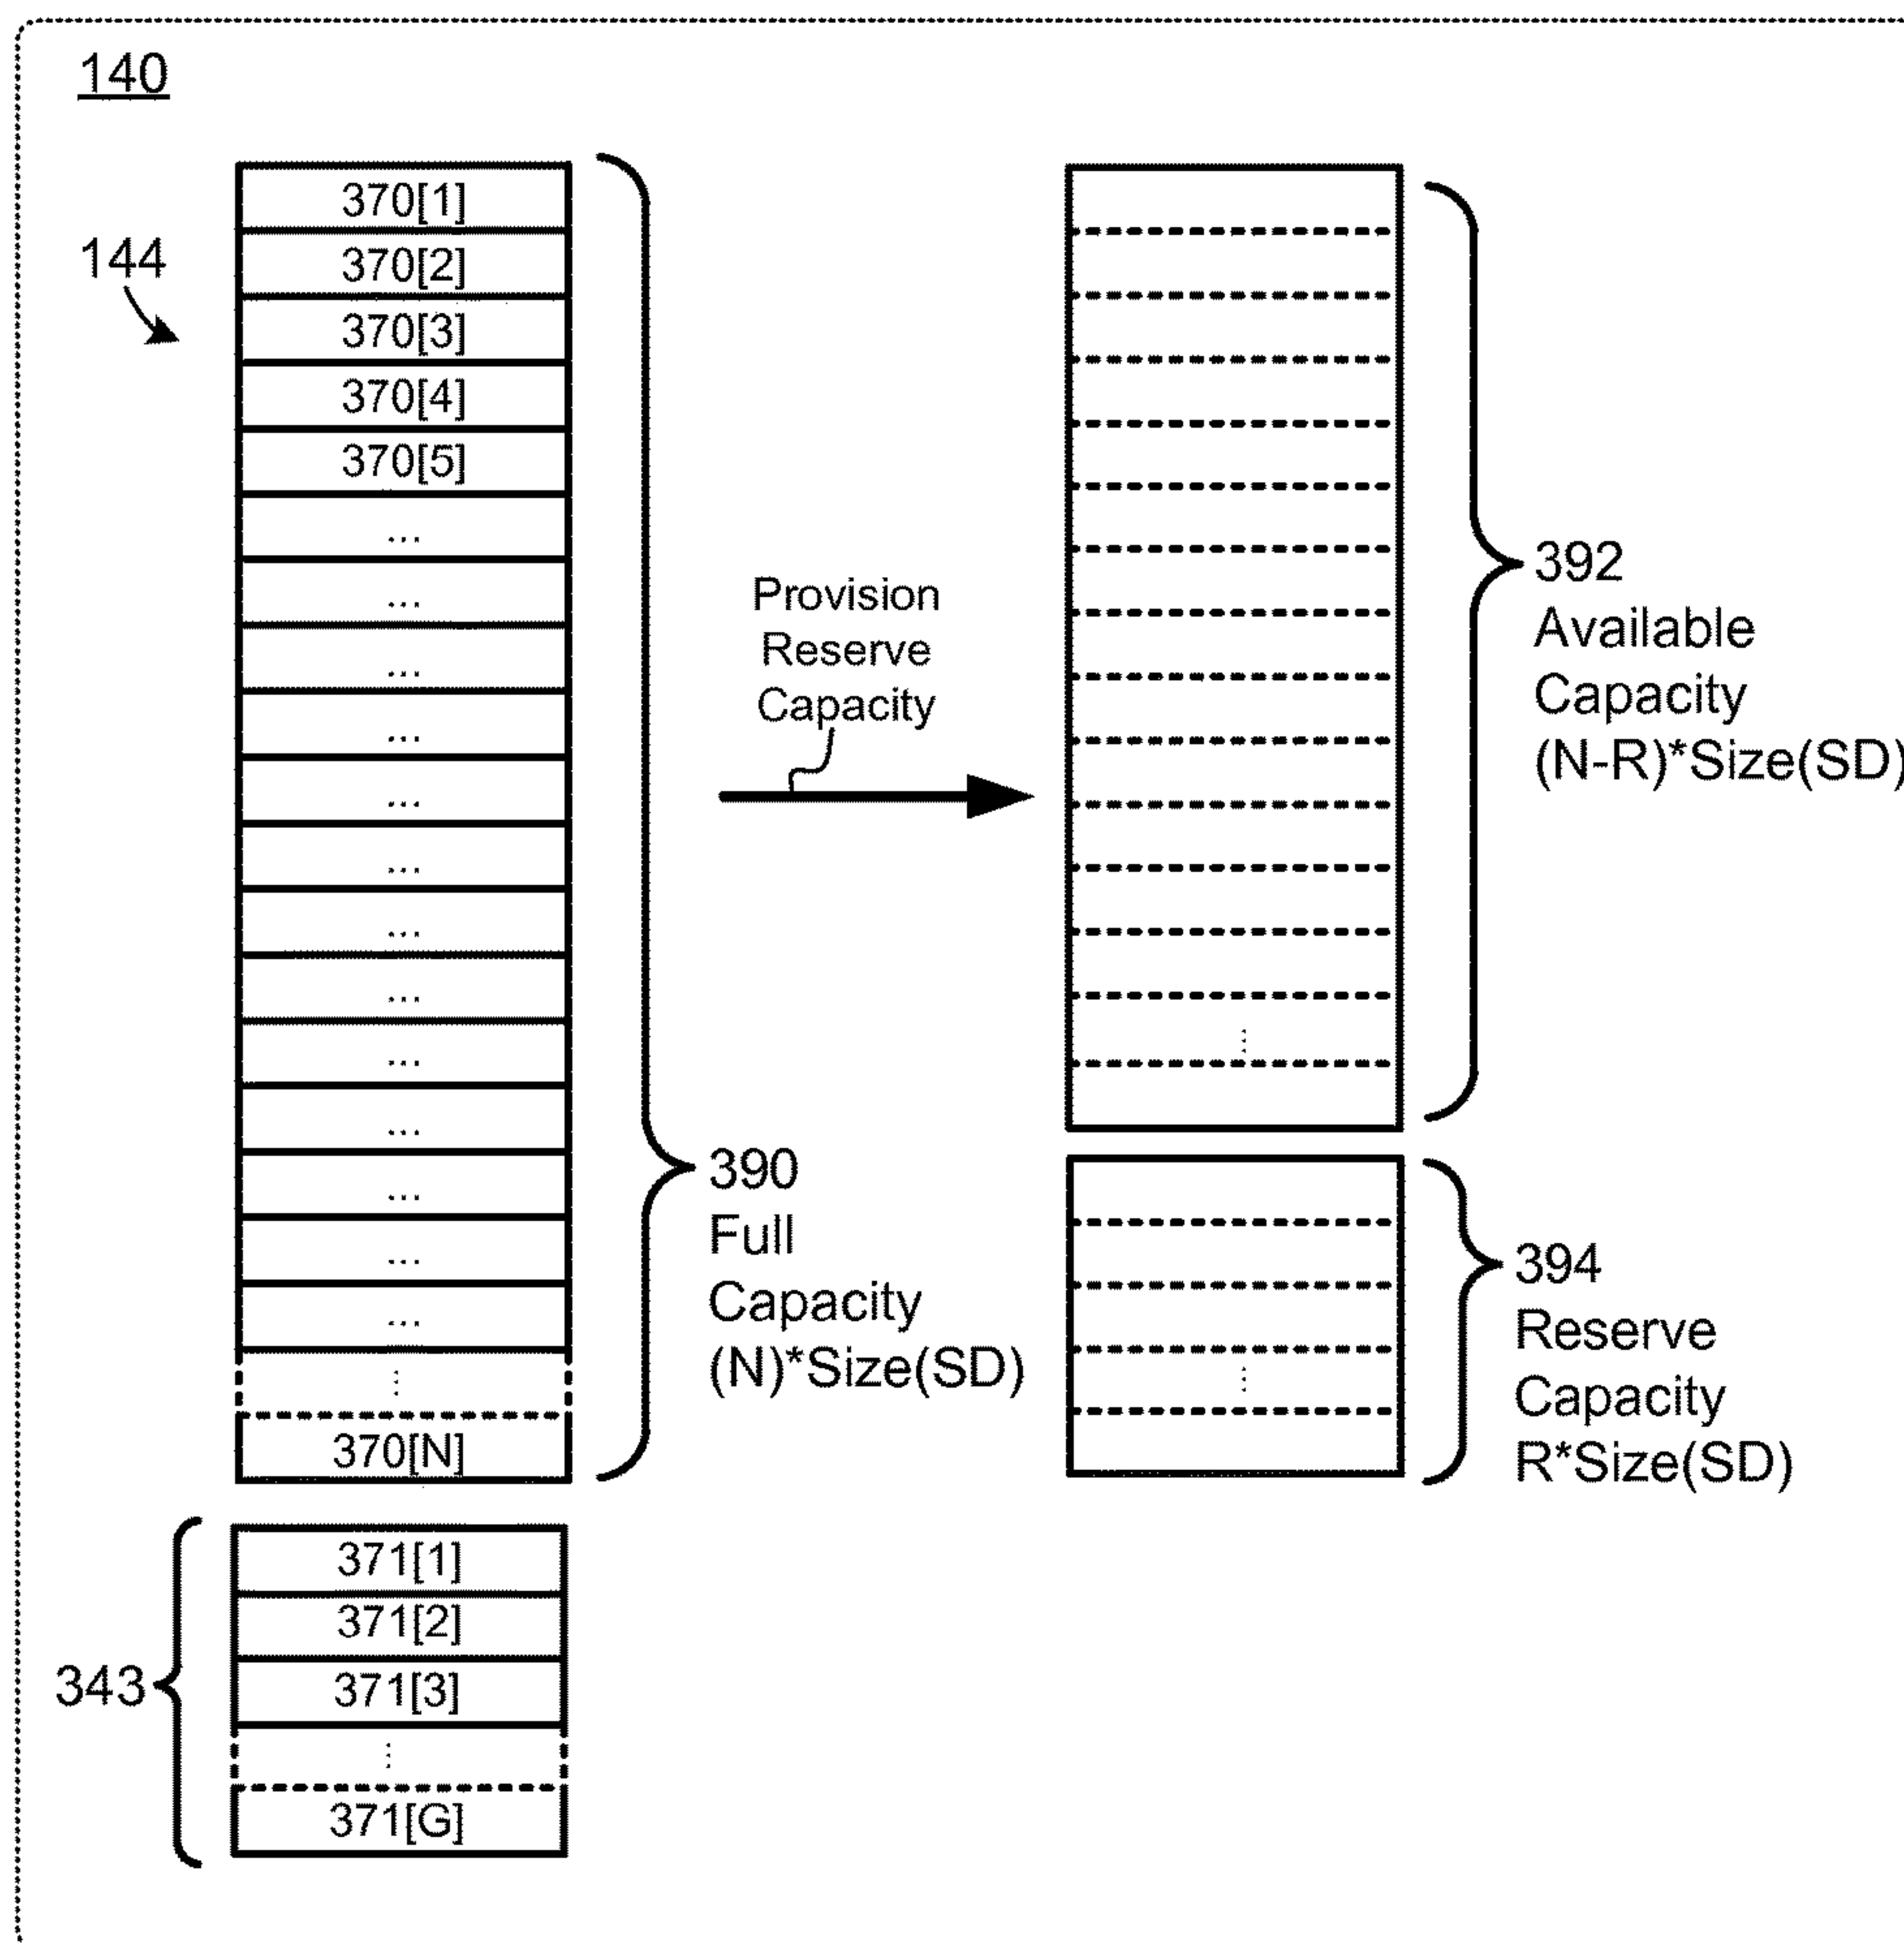 140
144
370[1]
370[2]
370[3]
370[4]
370[5]
...
...
...
...
...
...
...
...
...
...
...
...
...
⋮
370[N]
390
Full
Capacity
(N)*Size(SD)
343
371[1]
371[2]
371[3]
⋮
371[G]
Provision
Reserve
Capacity
⋮
392
Available
Capacity
(N-R)*Size(SD)
⋮
394
Reserve
Capacity
R*Size(SD)